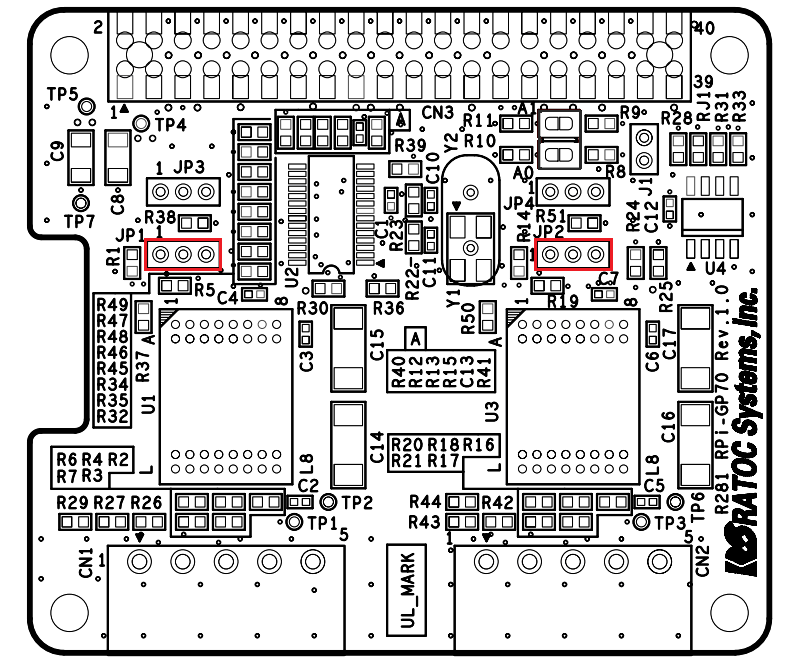 2
40
39
TP5
1
TP4
CN3
A
R11
A1
R9
R28
RJ19
R31
R33
C9
C8
R39
C10
Y2
R10
A0
R8
J1
1 JP3
JP4
1
TP7
R38
C1
R23
R51
R14
R24
C12
JP1
1
JP2
R1
U2
C11
R22
U4
R5
C4
R30
R36
Y1
R19
C7
R25
R49
R47
R48
R46
R45
R34
R35
R32
R37
1
8
A
C3
C15
A
R40
R12
R13
R15
C13
R41
R50
1
A
C6
C17
U1
U3
C14
C16
R6 R4 R2
R7 R3
L
L8
R20 R18 R16
R21 R17
L
L8
R29 R27 R26
C2
TP2
TP1
R44
R43
R42
C5
TP3
TP6
CN1
1
5
UL_MARK
1
5
CN2
R281 RPi-GP70 Rev.1.0
RATOC Systems, Inc.